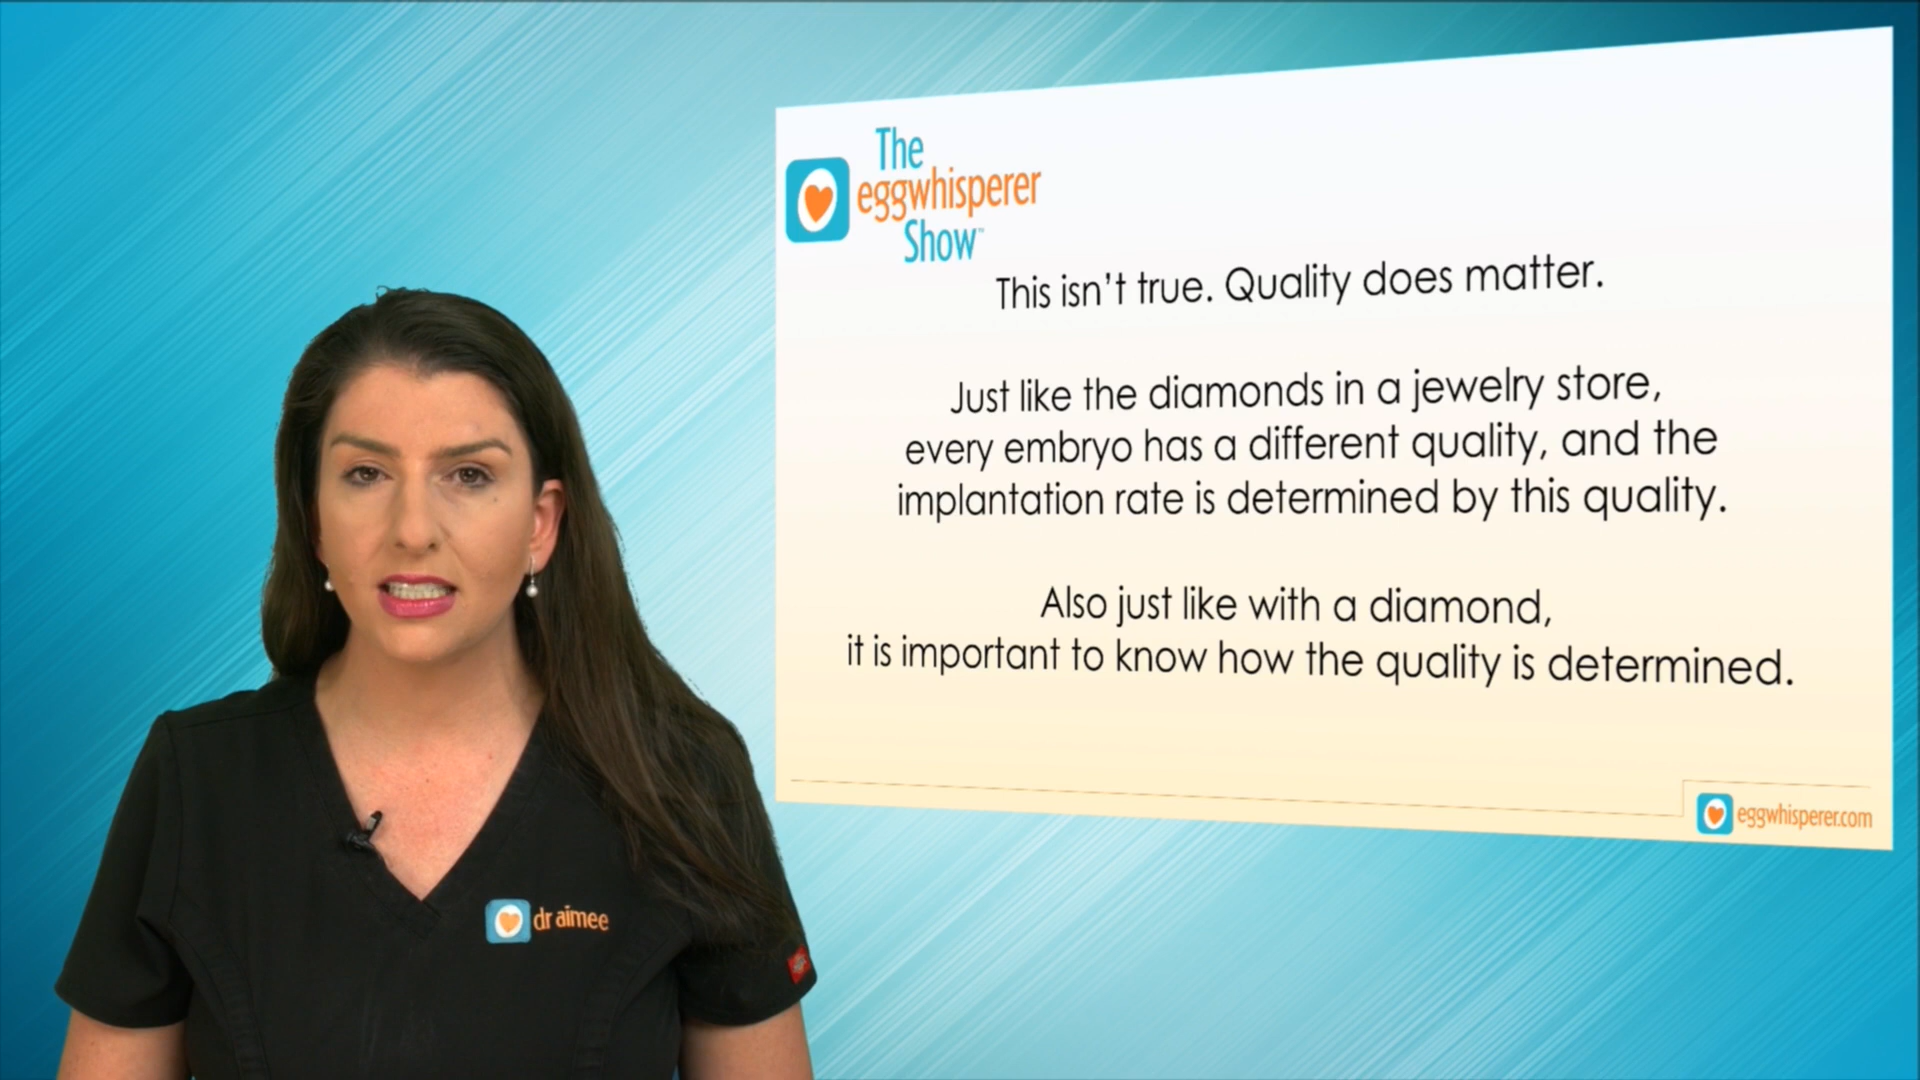 The
eggwhisperer
Show™
This isn't true. Quality does matter.
Just like the diamonds in a jewelry store,
every embryo has a different quality, and the
implantation rate is determined by this quality.
Also just like with a diamond,
it is important to know how the quality is determined.
eggwhisperer.com
dr aimee